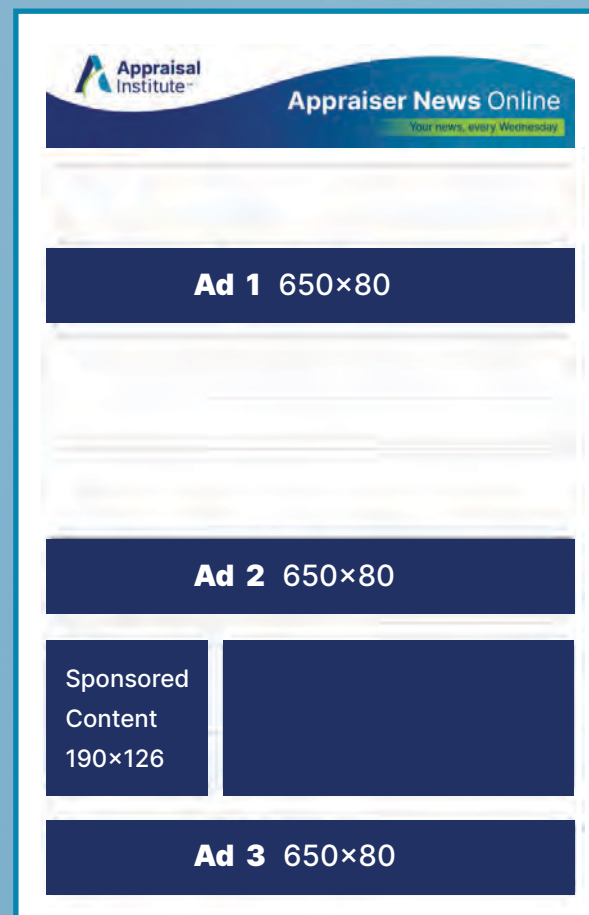 Appraisal
Institute™
Appraiser News Online
Your news, every Wednesday
Ad 1 650×80
Ad 2 650×80
Sponsored
Content
190×126
Ad 3 650×80